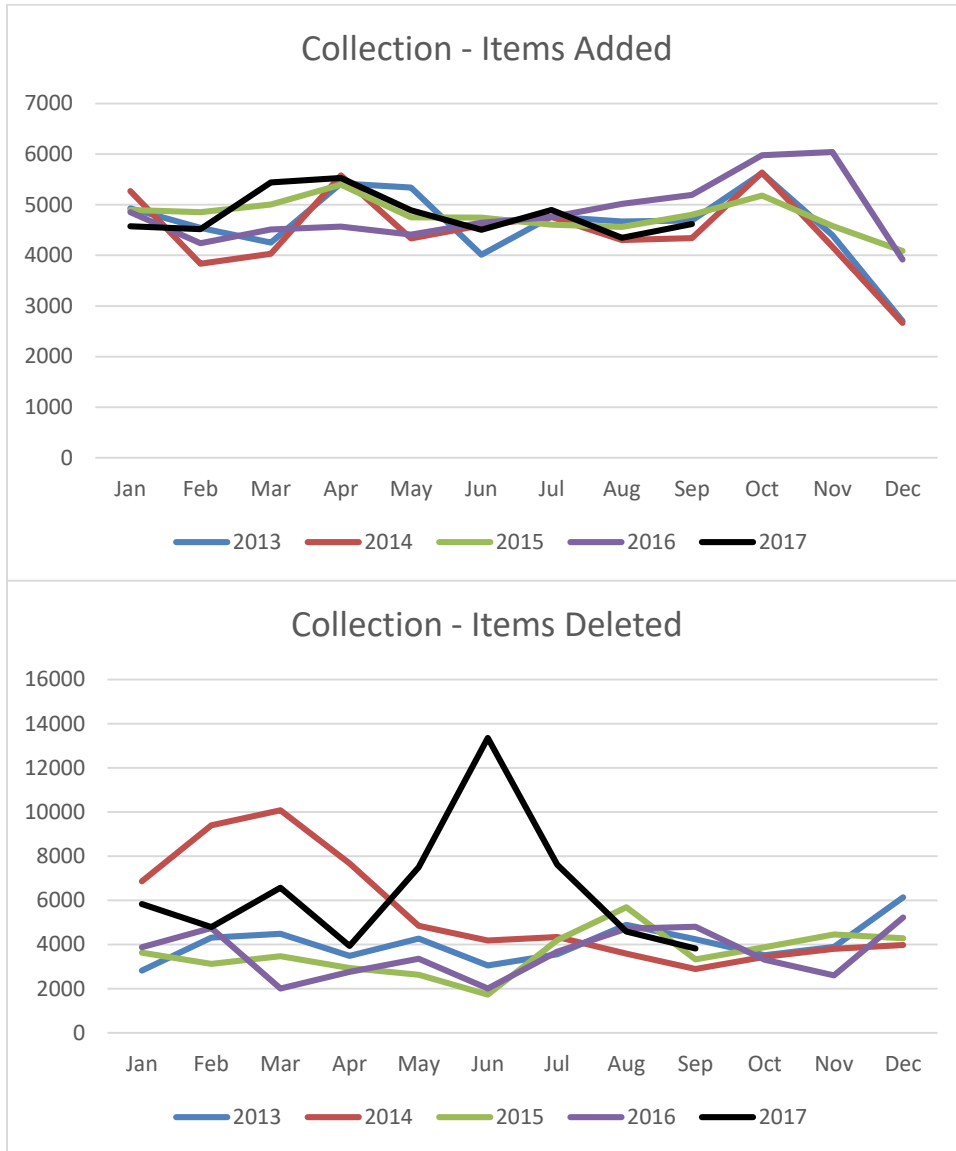 Collection - Items Added
7000
6000
5000
4000
3000
2000
1000
0
Jan Feb Mar Apr May Jun Jul Aug Sep Oct Nov Dec
2013 2014 2015 2016 2017
Collection - Items Deleted
16000
14000
12000
10000
8000
6000
4000
2000
0
Jan Feb Mar Apr May Jun Jul Aug Sep Oct Nov Dec
2013 2014 2015 2016 2017